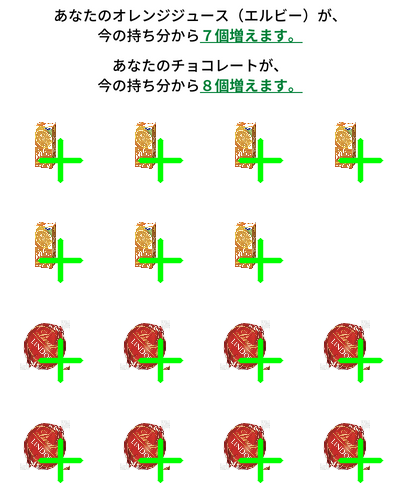 あなたのオレンジジュース（エルビー）が、
今の持ち分から７個増えます。
あなたのチョコレートが、
今の持ち分から８個増えます。